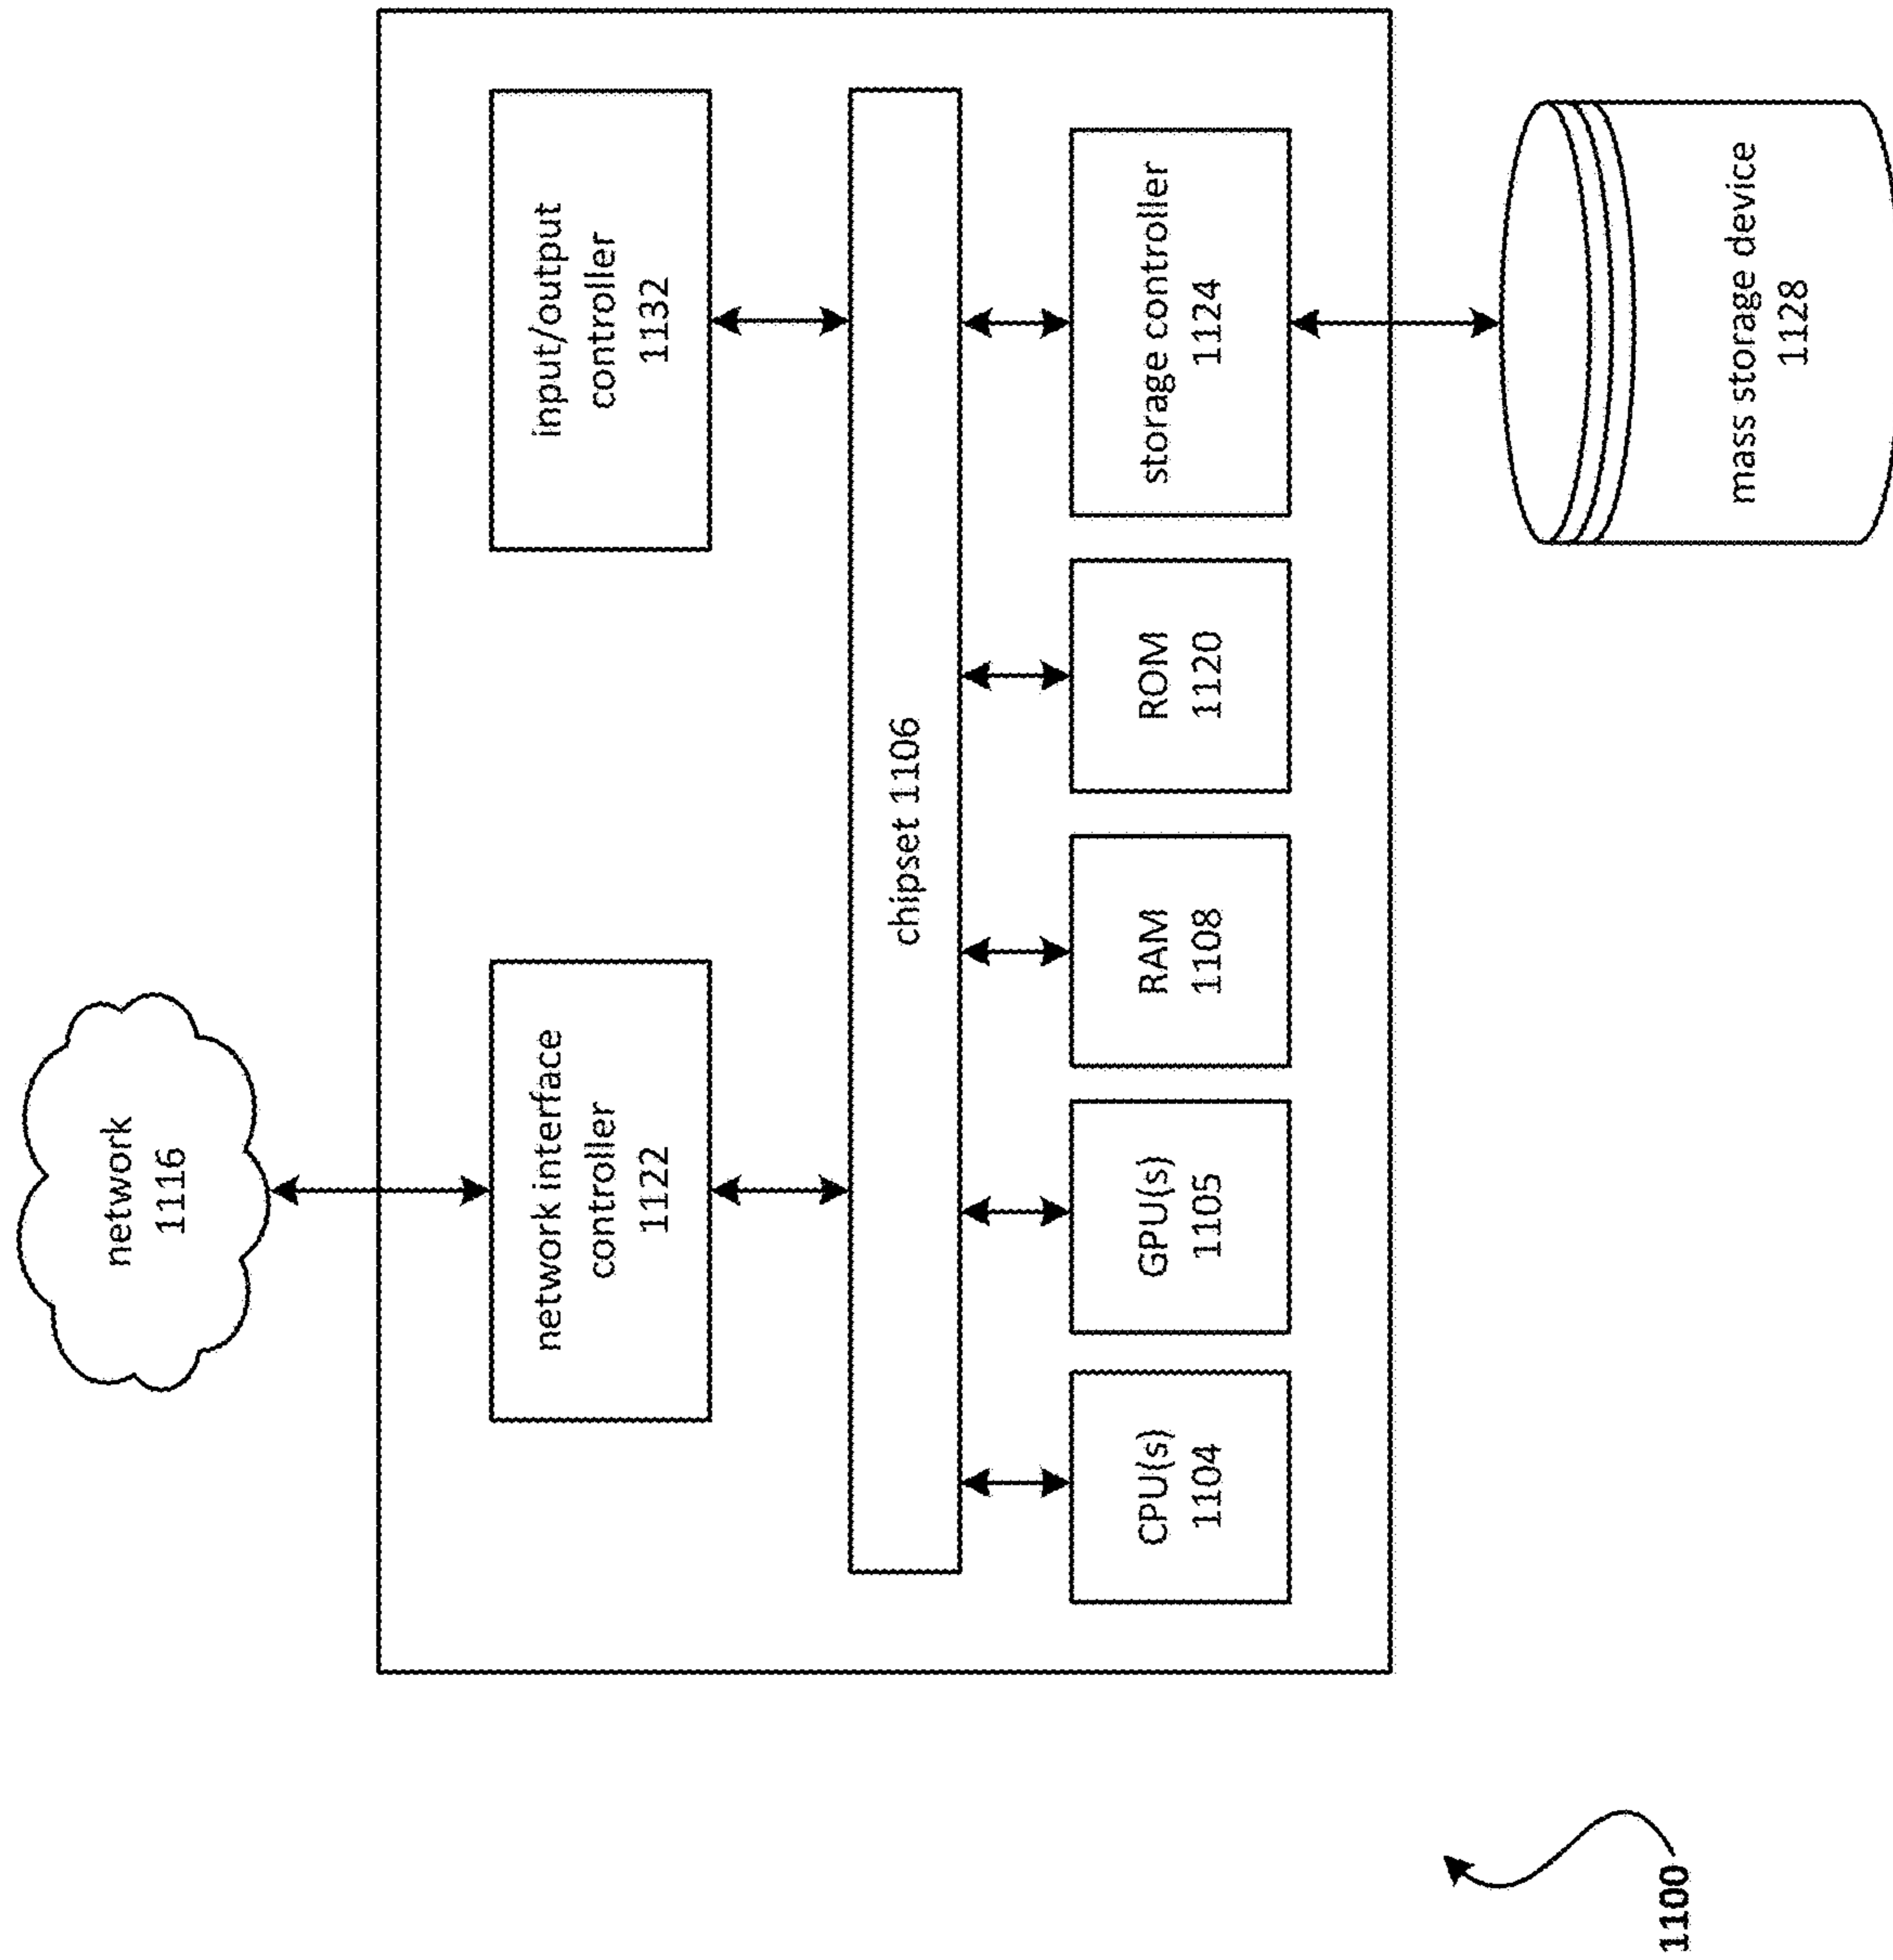 network
1116
network interface
controller
1122
input/output
controller
1132
chipset 1106
CPU(s)
1104
GPU(s)
1105
RAM
1108
ROM
1120
storage controller
1124
mass storage device
1128
1100